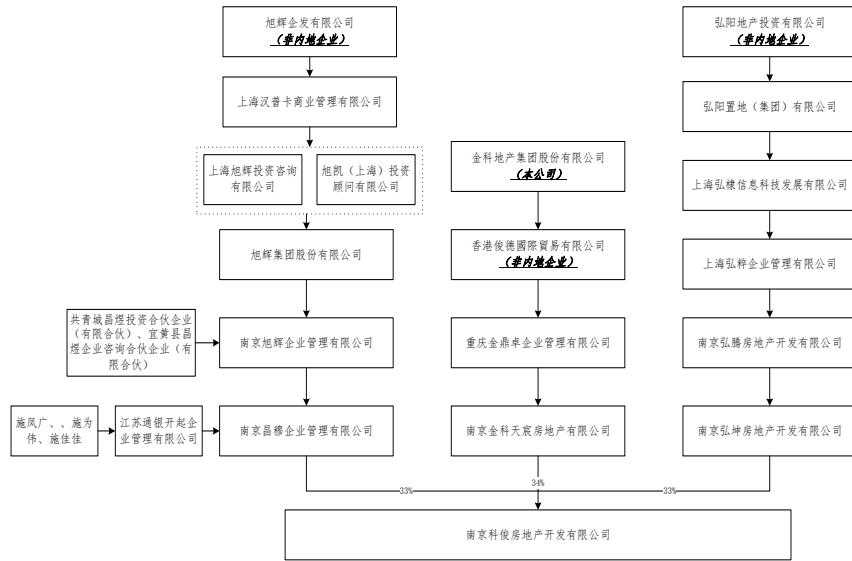 旭辉企发有限公司
（非内地企业）
上海汉普卡商业管理有限公司
上海旭辉投资咨询
有限公司
旭凯（上海）投资
顾问有限公司
旭辉集团股份有限公司
共青城昌煜投资合伙企业
（有限合伙）、宜黄县昌
煜企业咨询合伙企业（有
限合伙）
南京旭辉企业管理有限公司
施凤广、、施为
伟、施佳佳
江苏通银开起企
业管理有限公司
南京昌穆企业管理有限公司
金科地产集团股份有限公司
（本公司）
香港俊德國際貿易有限公司
（非内地企业）
重庆金鼎卓企业管理有限公司
南京金科天宸房地产有限公司
弘阳地产投资有限公司
（非内地企业）
弘阳置地（集团）有限公司
上海弘棣信息科技发展有限公司
上海弘粹企业管理有限公司
南京弘腾房地产开发有限公司
南京弘坤房地产开发有限公司
33%
34%
33%
南京科俊房地产开发有限公司